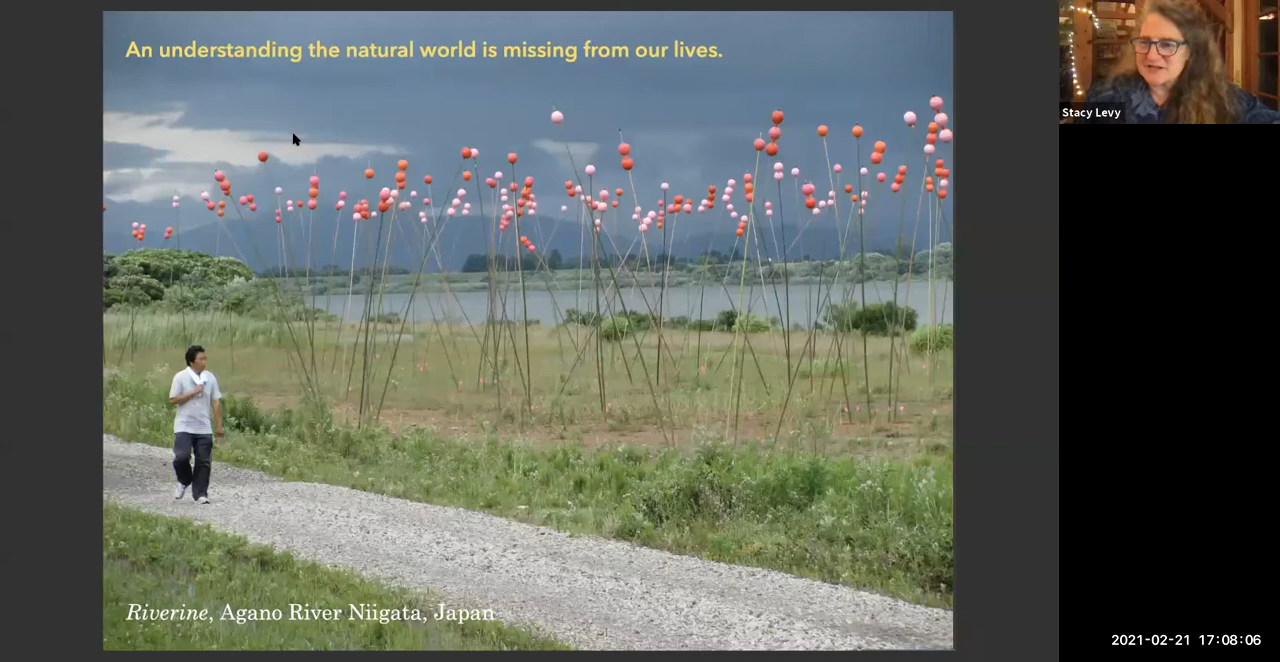 An understanding the natural world is missing from our lives.
Stacy Levy
Riverine, Agano River Niigata, Japan
2021-02-21 17:08:06